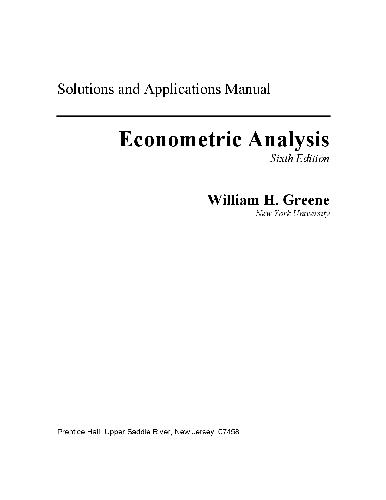 Solutions and Applications Manual
Econometric Analysis
Sixth Edition
William H. Greene
New York University
Prentice Hall, Upper Saddle River, New Jersey 07458